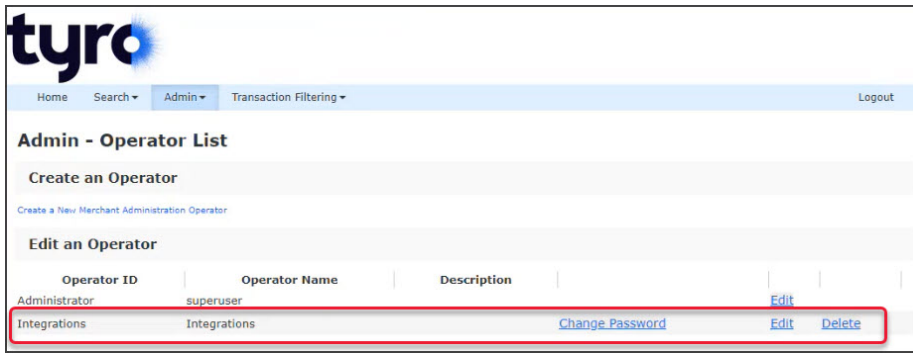 tyro
Home Search Admin Transaction Filtering Logout
Admin - Operator List
Create an Operator
Create a New Merchant Administration Operator
Edit an Operator
Operator ID Operator Name Description
Administrator superuser Edit
Integrations Integrations Change Password Edit Delete